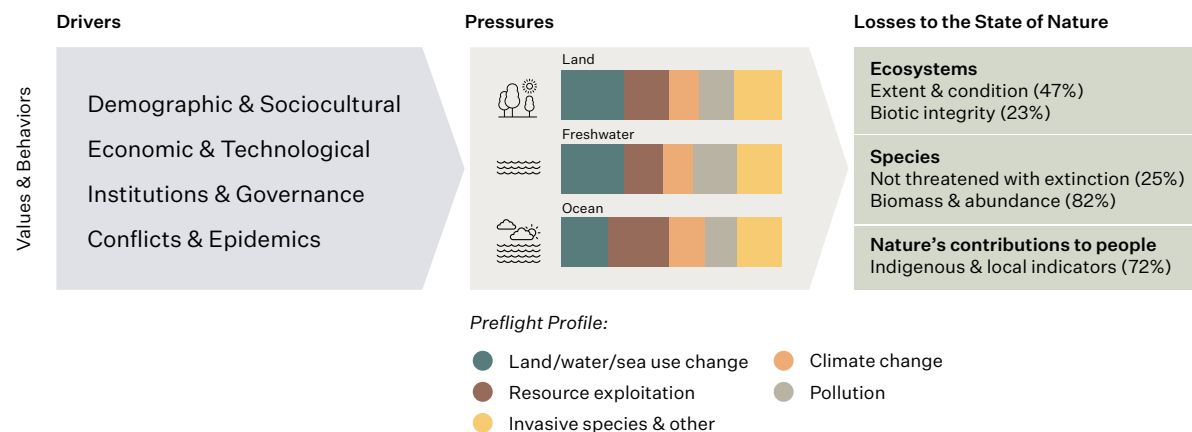 Drivers
Pressures
Losses to the State of Nature
Values & Behaviors
Demographic & Sociocultural
Economic & Technological
Institutions & Governance
Conflicts & Epidemics
Land
Freshwater
Ocean
Ecosystems
Extent & condition (47%)
Biotic integrity (23%)
Species
Not threatened with extinction (25%)
Biomass & abundance (82%)
Nature’s contributions to people
Indigenous & local indicators (72%)
Preflight Profile:
Land/water/sea use change
Resource exploitation
Invasive species & other
Climate change
Pollution